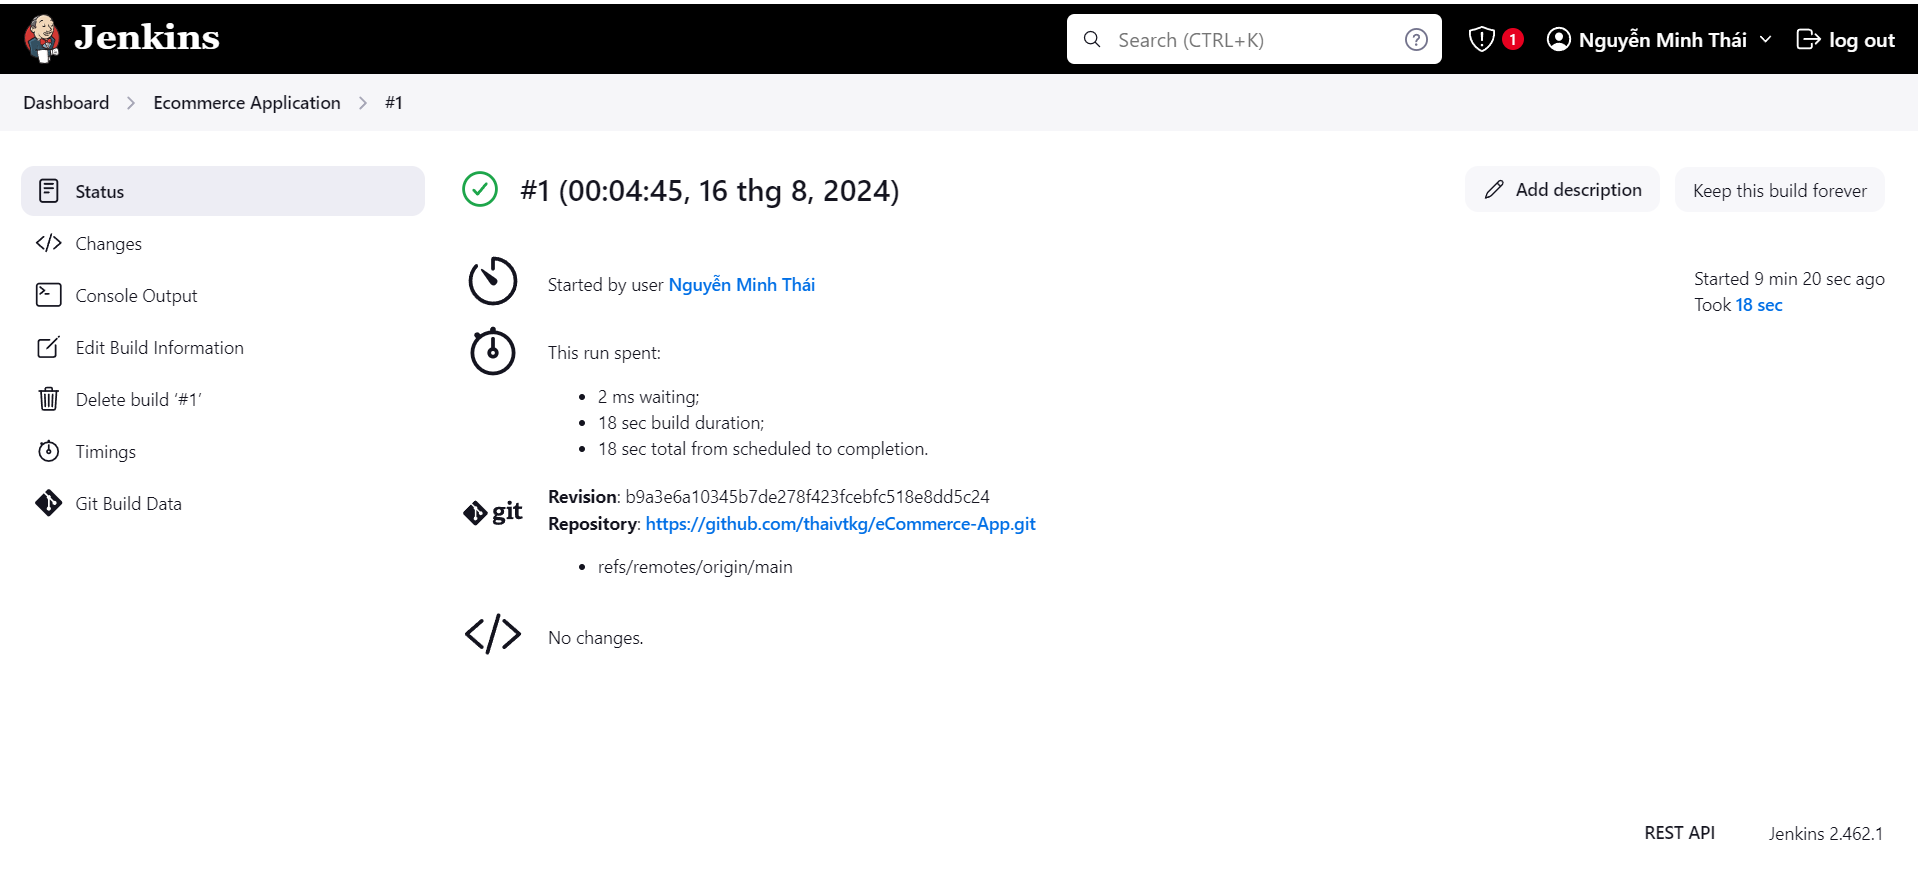 Jenkins
Search (CTRL+K)
1
Nguyễn Minh Thái
log out
Dashboard
Ecommerce Application
#1
Status
Changes
Console Output
Edit Build Information
Delete build ‘#1’
Timings
Git Build Data
#1 (00:04:45, 16 thg 8, 2024)
Add description
Keep this build forever
Started by user Nguyễn Minh Thái
Started 9 min 20 sec ago
Took 18 sec
This run spent:
2 ms waiting;
18 sec build duration;
18 sec total from scheduled to completion.
git
Revision: b9a3e6a10345b7de278f423fcebfc518e8dd5c24
Repository: https://github.com/thaivtkg/eCommerce-App.git
refs/remotes/origin/main
No changes.
REST API
Jenkins 2.462.1